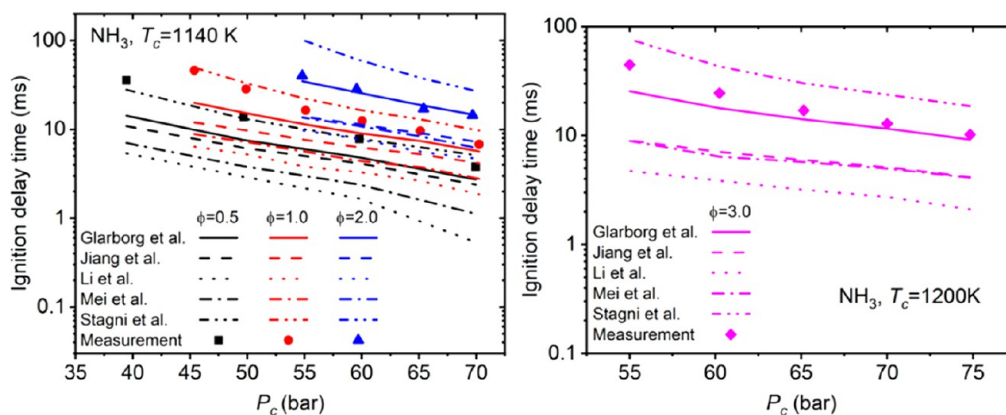 NH3, Tc=1140 K
Ignition delay time (ms)
100
10
1
0.1
ϕ=0.5 ϕ=1.0 ϕ=2.0
Glarborg et al.
Jiang et al.
Li et al.
Mei et al.
Stagni et al.
Measurement
35 40 45 50 55 60 65 70 75
Pc (bar)
Ignition delay time (ms)
100
10
1
0.1
ϕ=3.0
Glarborg et al.
Jiang et al.
Li et al.
Mei et al.
Stagni et al.
Measurement
NH3, Tc=1200K
55 60 65 70 75
Pc (bar)